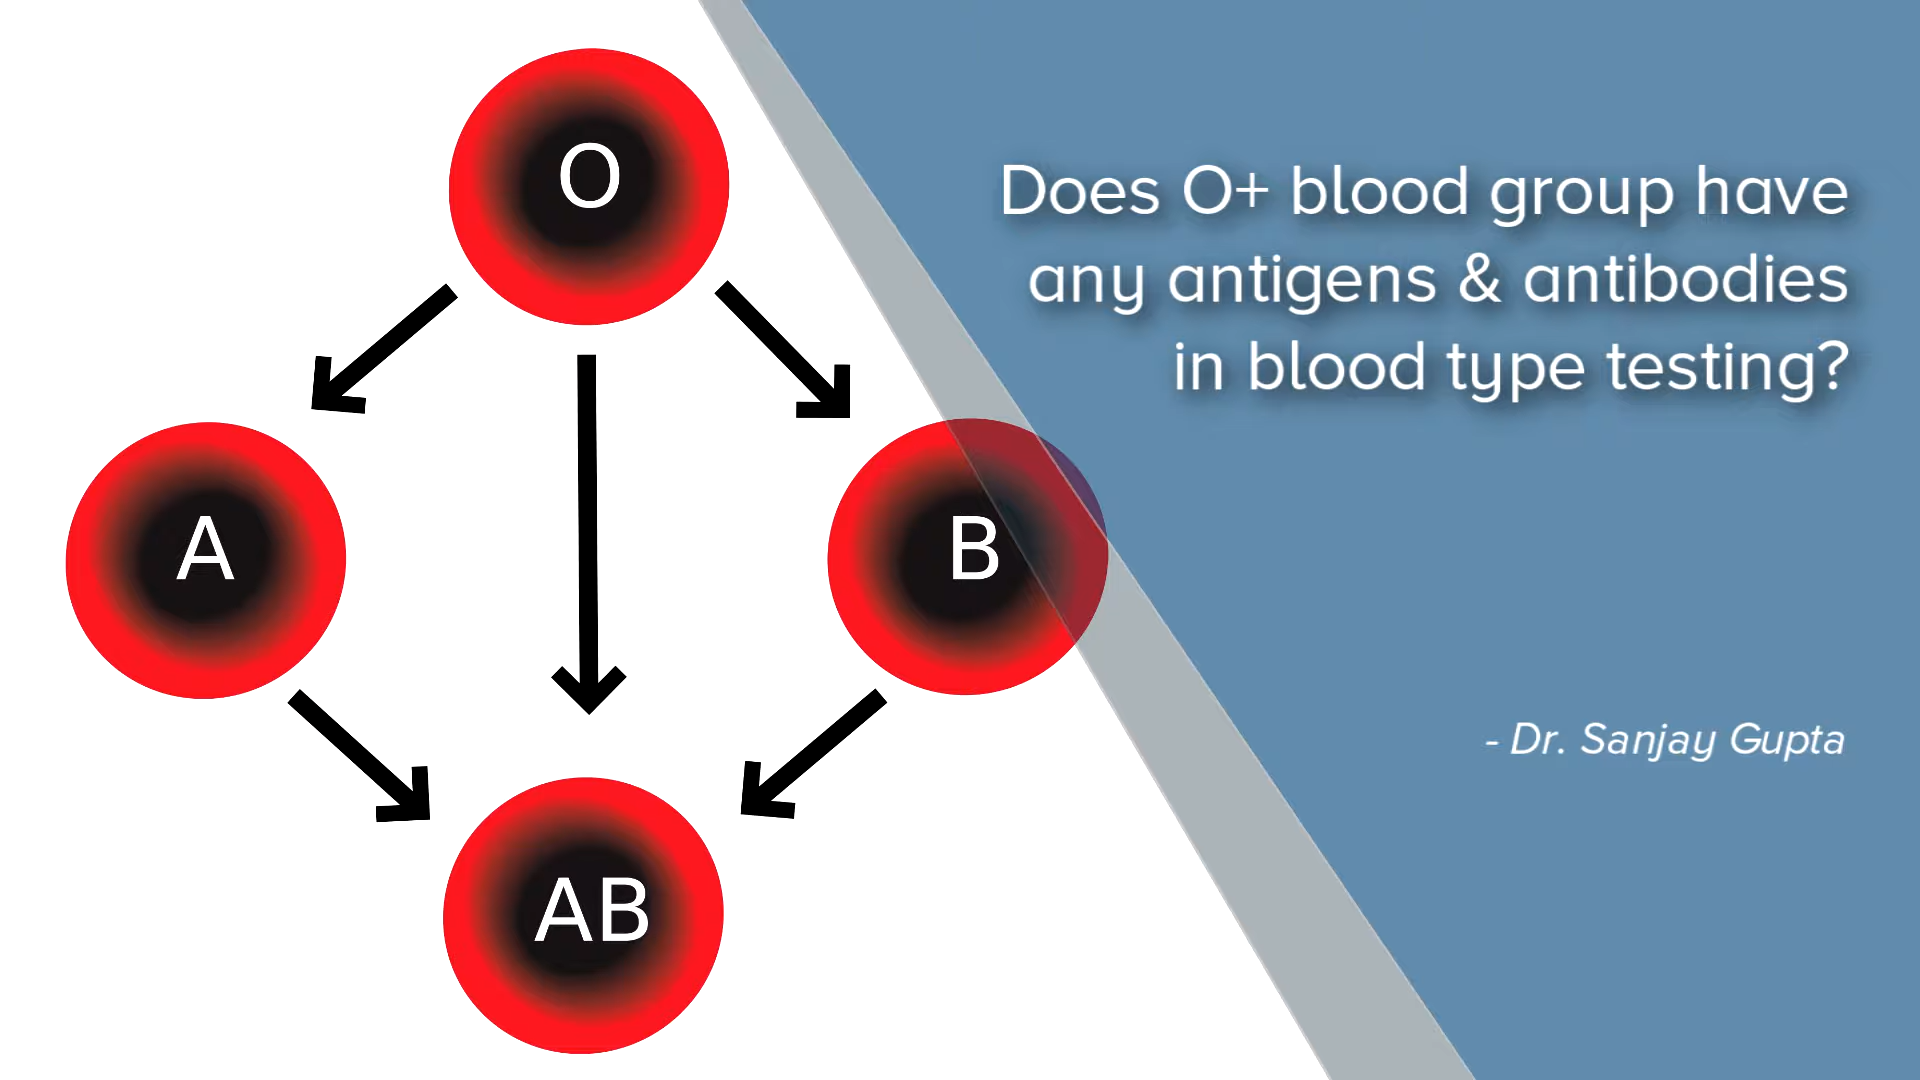 O
A
B
AB
Does O+ blood group have
any antigens & antibodies
in blood type testing?
- Dr. Sanjay Gupta